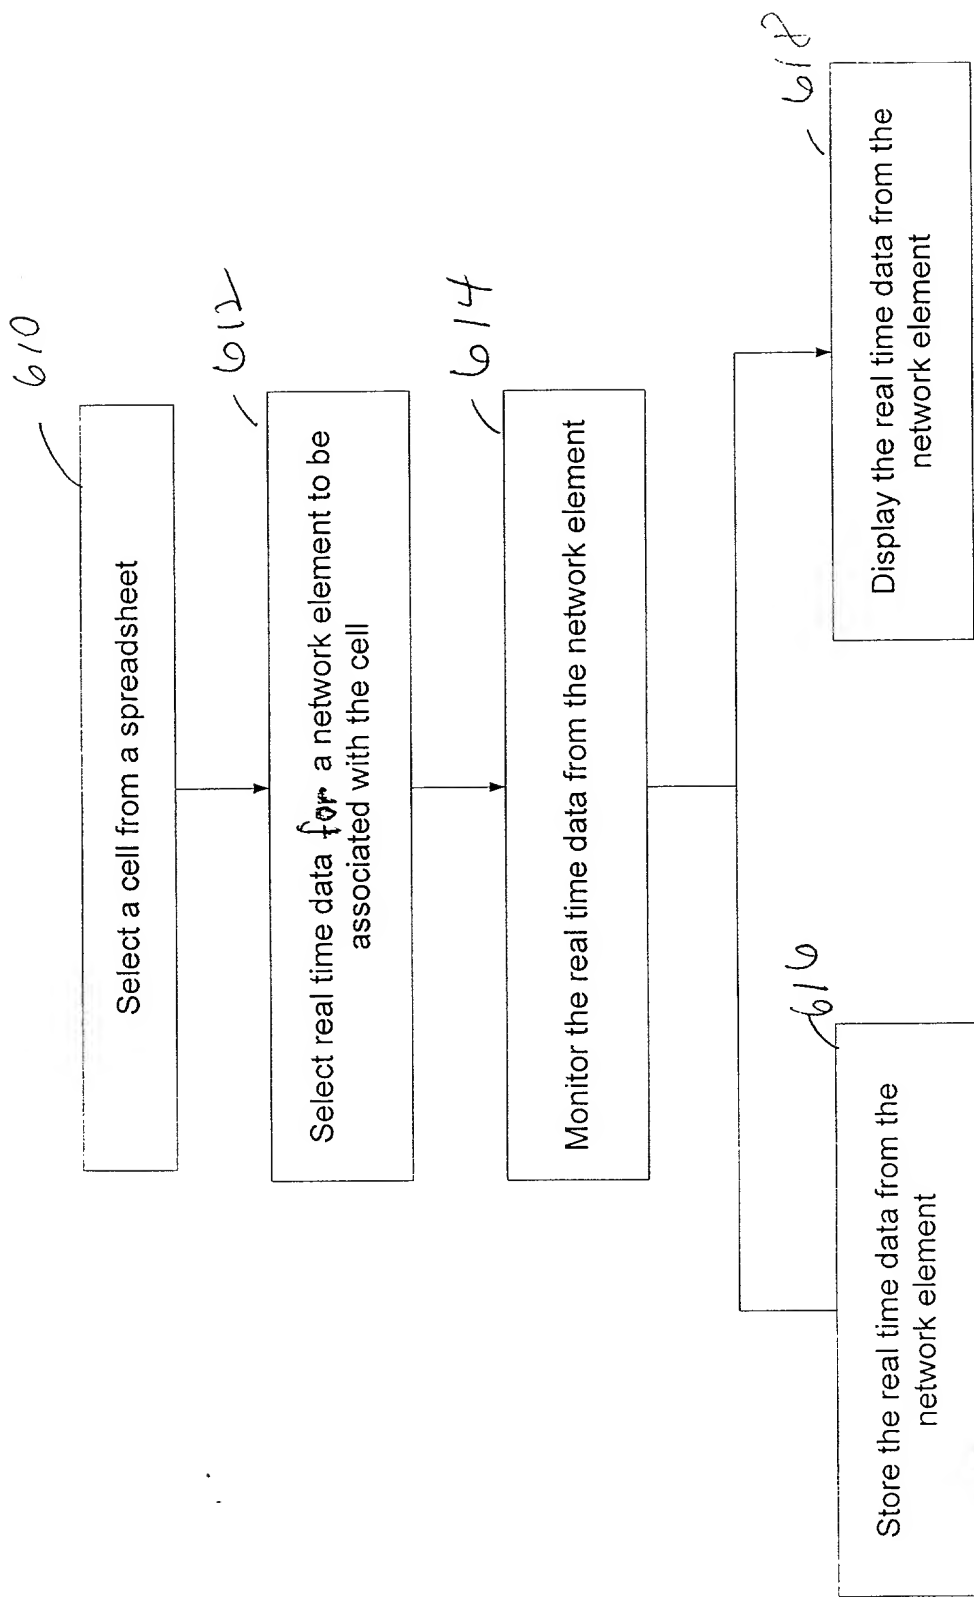 610
Select a cell from a spreadsheet
612
Select real time data for a network element to be
associated with the cell
614
Monitor the real time data from the network element
616
Store the real time data from the
network element
618
Display the real time data from the
network element